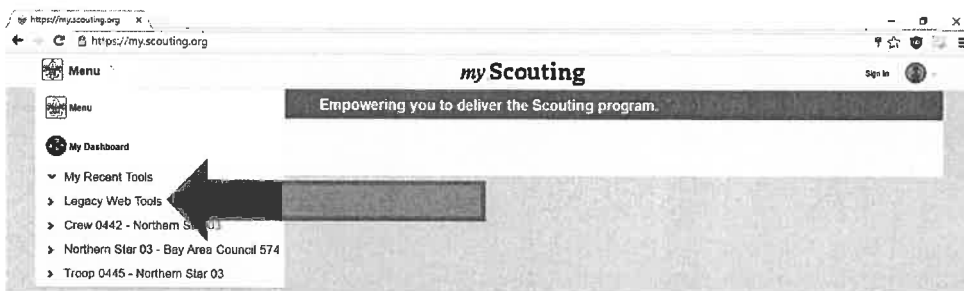 https://my.scouting.org x
https://my.scouting.org
Menu
my Scouting
Sign In
Menu
Empowering you to deliver the Scouting program.
My Dashboard
My Recent Tools
Legacy Web Tools
Crew 0442 - Northern Star 03
Northern Star 03 - Bay Area Council 574
Troop 0445 - Northern Star 03